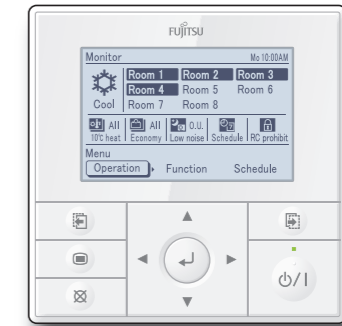 FUJITSU
Monitor Mo 10:00AM
Room 1 Room 2 Room 3
Room 4 Room 5 Room 6
Cool Room 7 Room 8
All All O.U.
10℃ heat Economy Low noise Schedule RC prohibit
Menu
Operation Function Schedule
⏻/I